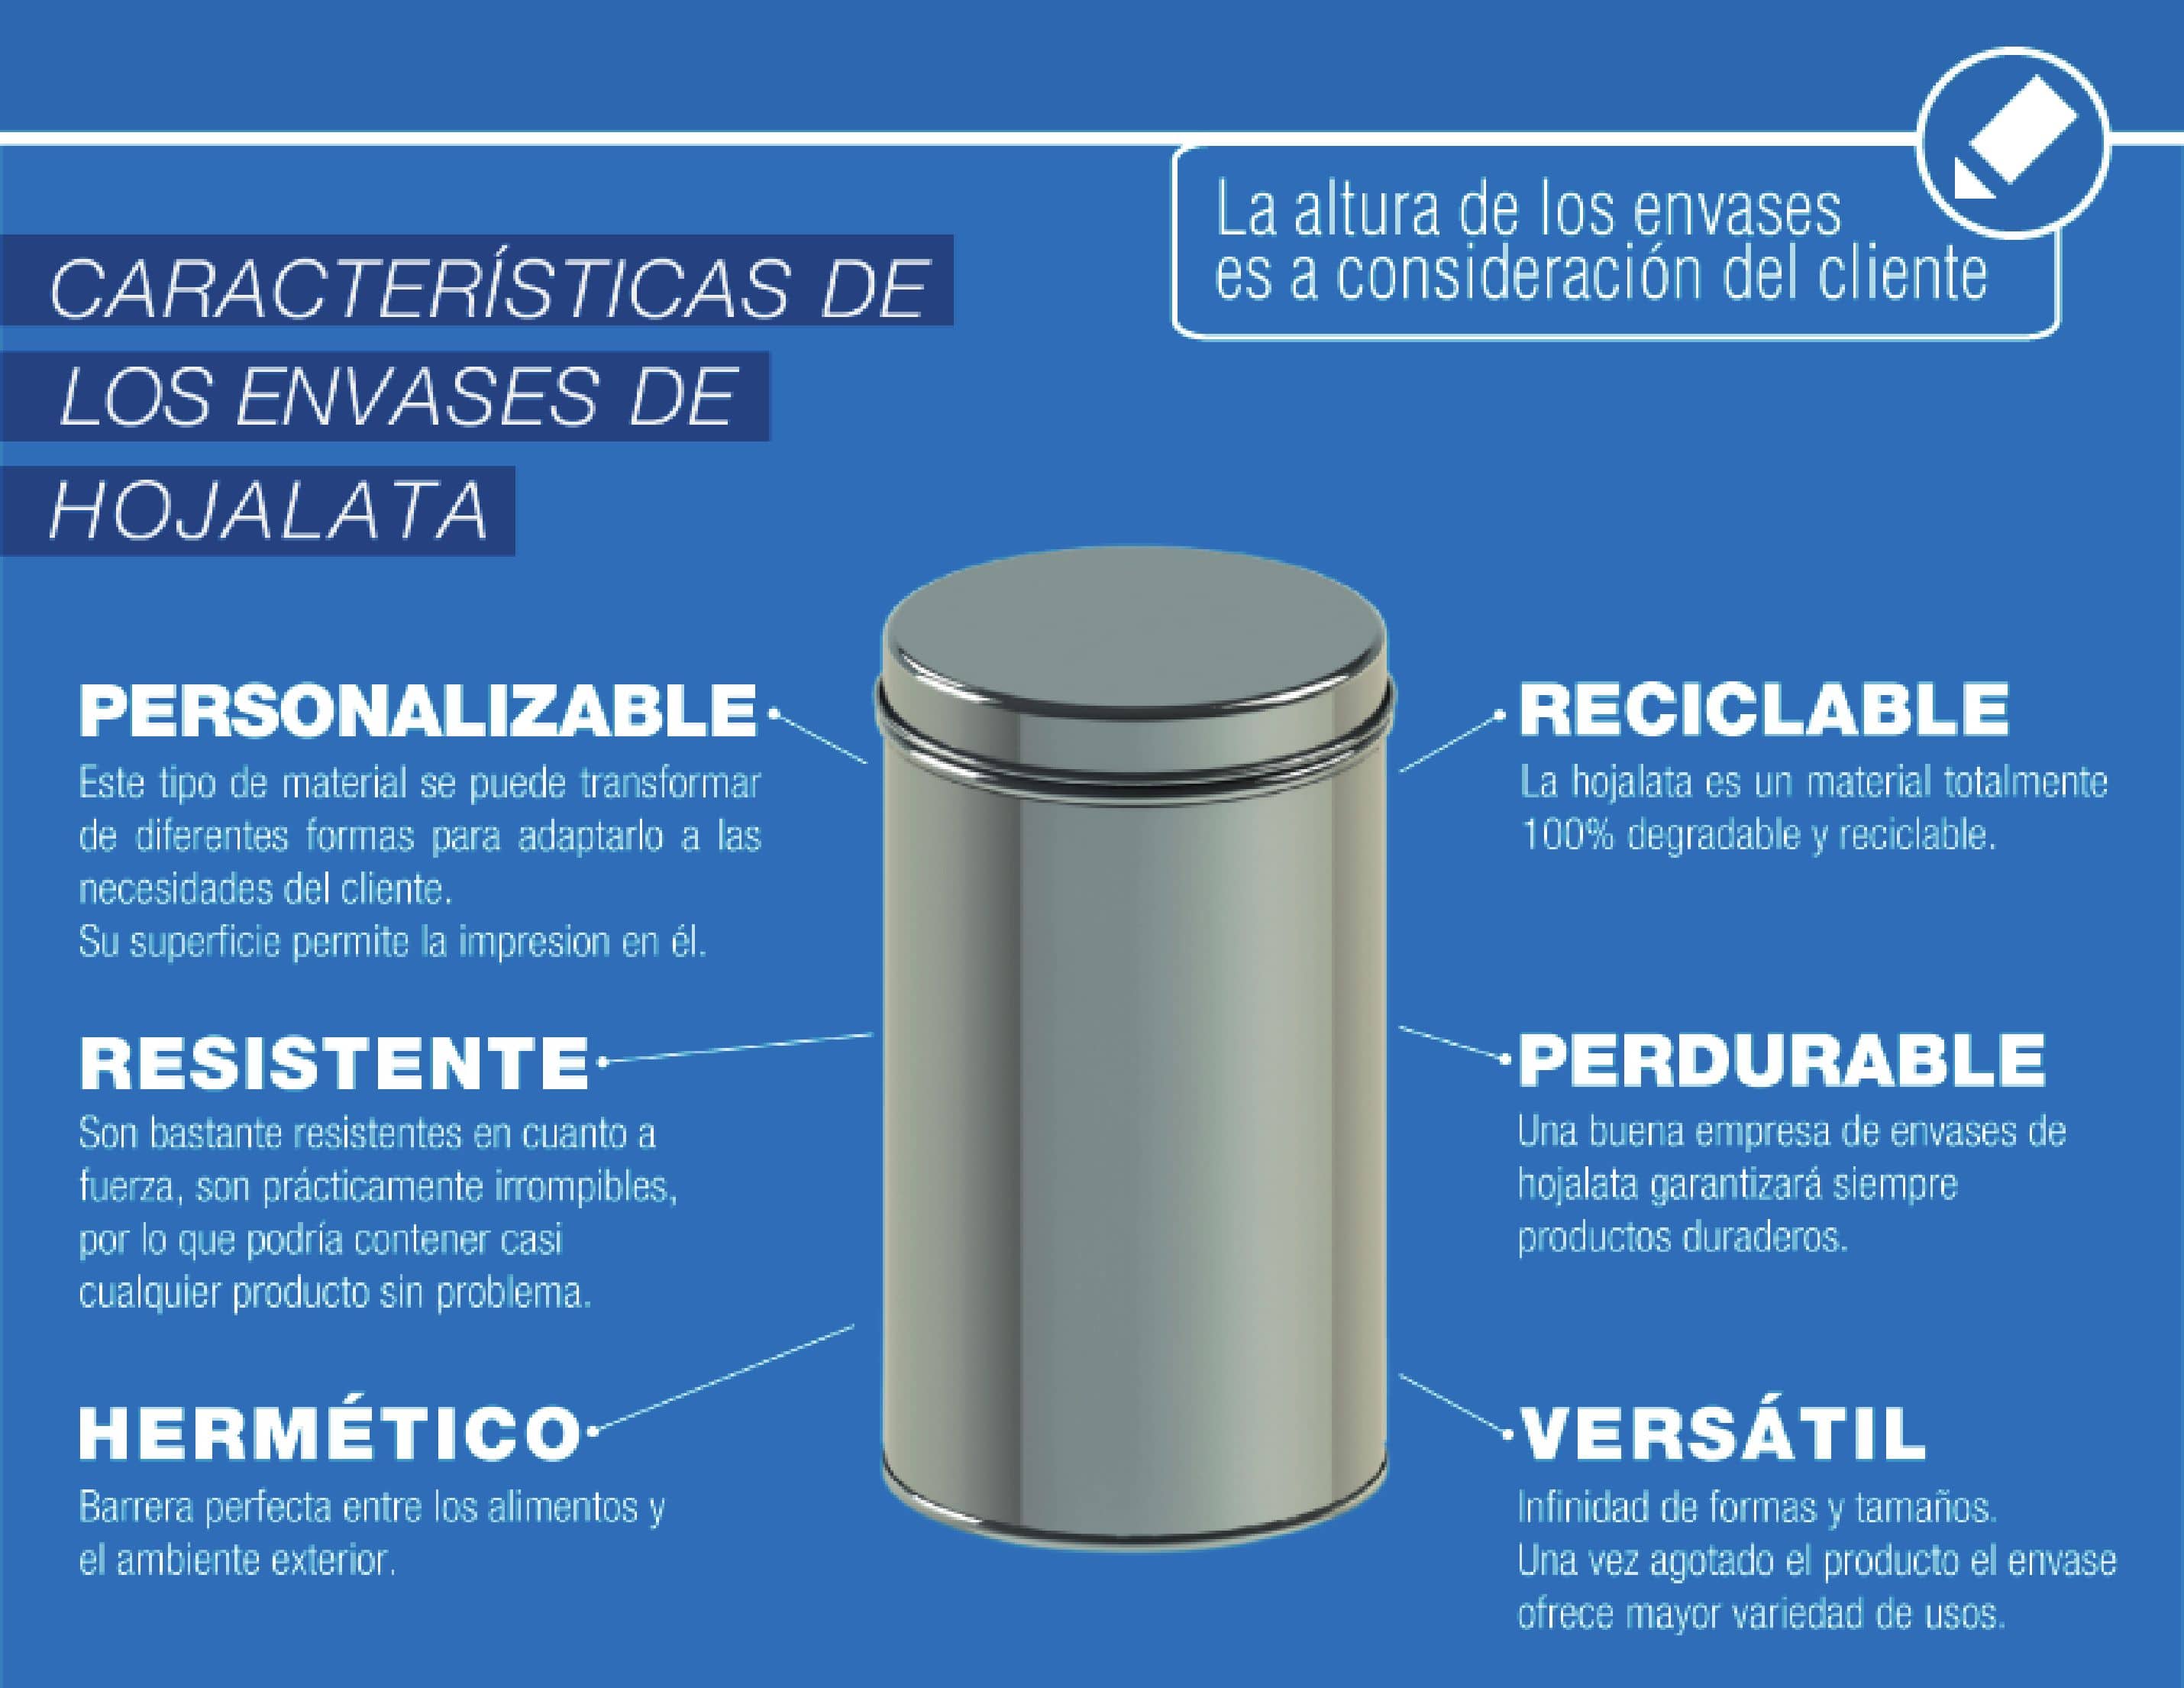 La altura de los envases
es a consideración del cliente
CARACTERÍSTICAS DE
LOS ENVASES DE
HOJALATA
PERSONALIZABLE
Este tipo de material se puede transformar
de diferentes formas para adaptarlo a las
necesidades del cliente.
Su superficie permite la impresion en él.
RESISTENTE
Son bastante resistentes en cuanto a
fuerza, son prácticamente irrompibles,
por lo que podría contener casi
cualquier producto sin problema.
HERMÉTICO
Barrera perfecta entre los alimentos y
el ambiente exterior.
RECICLABLE
La hojalata es un material totalmente
100% degradable y reciclable.
PERDURABLE
Una buena empresa de envases de
hojalata garantizará siempre
productos duraderos.
VERSÁTIL
Infinidad de formas y tamaños.
Una vez agotado el producto el envase
ofrece mayor variedad de usos.